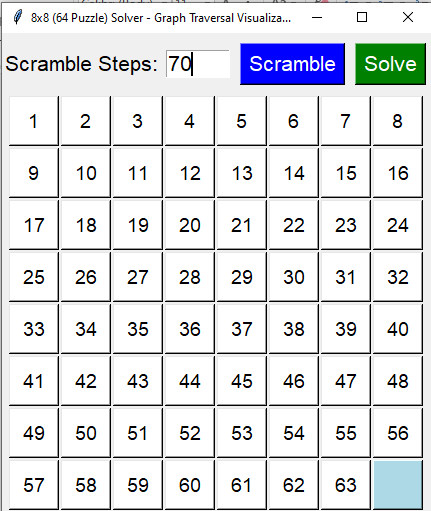 8x8 (64 Puzzle) Solver - Graph Traversal Visualiza...
Scramble Steps: 70 Scramble Solve
1 2 3 4 5 6 7 8
9 10 11 12 13 14 15 16
17 18 19 20 21 22 23 24
25 26 27 28 29 30 31 32
33 34 35 36 37 38 39 40
41 42 43 44 45 46 47 48
49 50 51 52 53 54 55 56
57 58 59 60 61 62 63